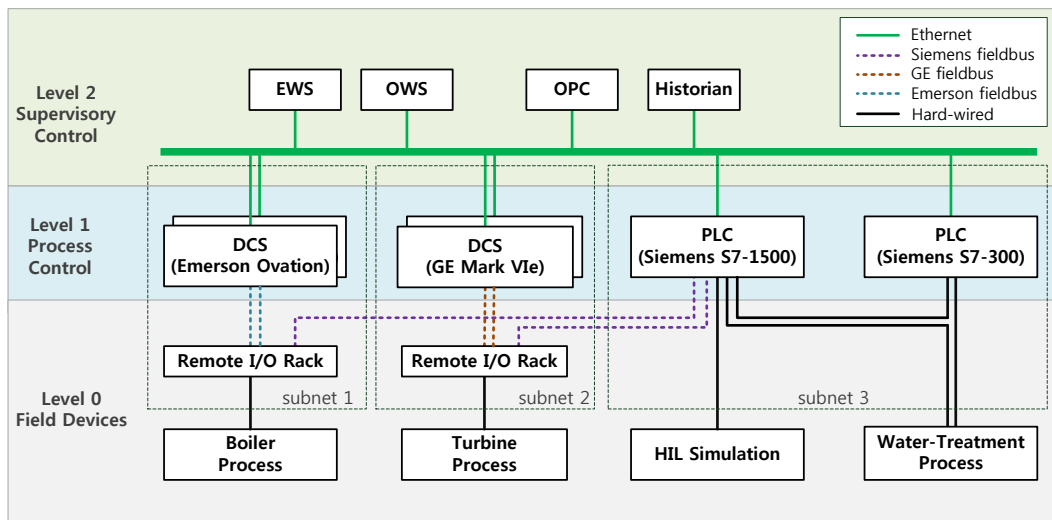 Ethernet
Siemens fieldbus
GE fieldbus
Emerson fieldbus
Hard-wired
Level 2
Supervisory
Control
EWS
OWS
OPC
Historian
Level 1
Process
Control
DCS
(Emerson Ovation)
DCS
(GE Mark VIe)
PLC
(Siemens S7-1500)
PLC
(Siemens S7-300)
Level 0
Field Devices
Remote I/O Rack
Remote I/O Rack
subnet 1
subnet 2
subnet 3
Boiler
Process
Turbine
Process
HIL Simulation
Water-Treatment
Process